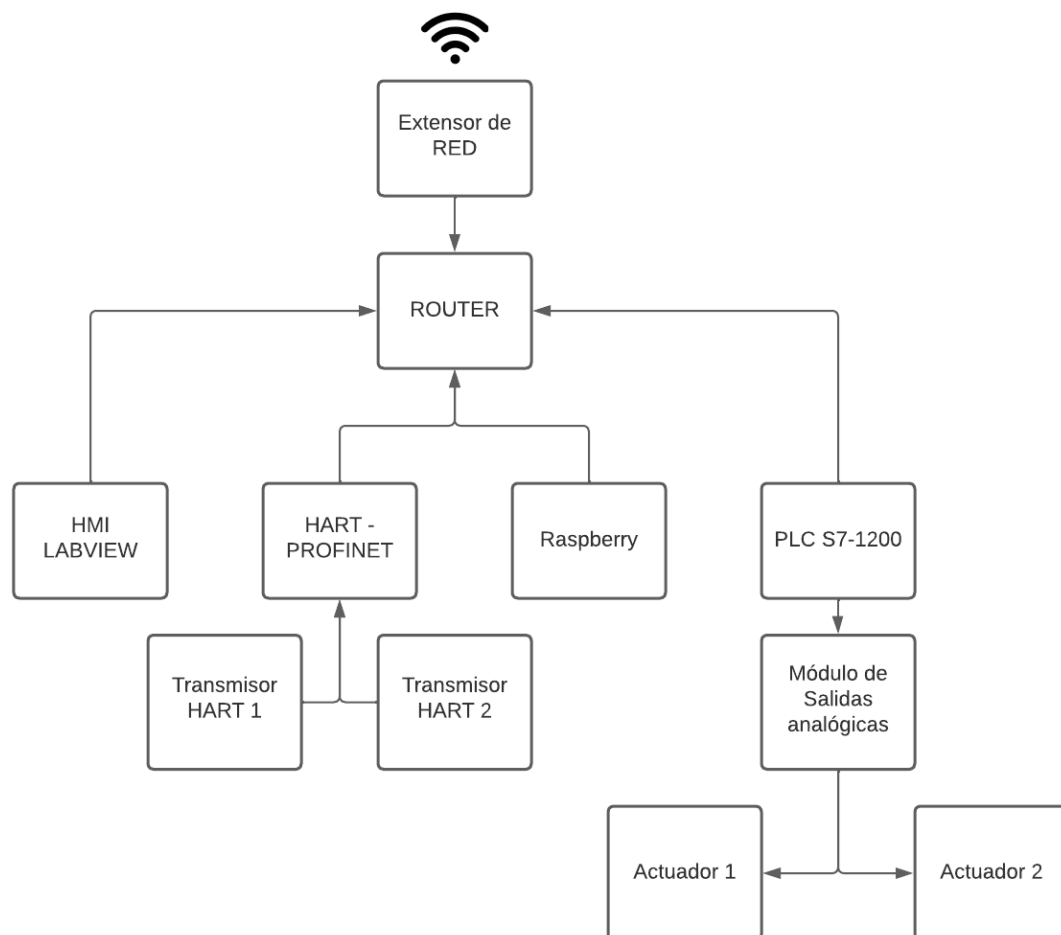 Extensor de
RED
ROUTER
HMI
LABVIEW
HART -
PROFINET
Raspberry
PLC S7-1200
Transmisor
HART 1
Transmisor
HART 2
Módulo de
Salidas
analógicas
Actuador 1
Actuador 2